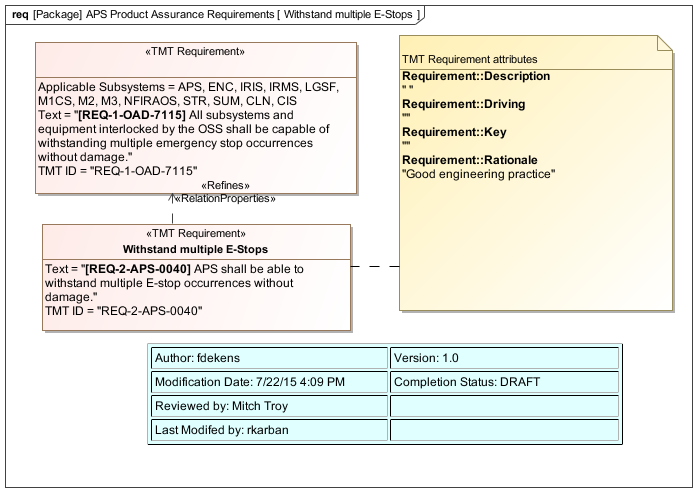 req [Package] APS Product Assurance Requirements [ Withstand multiple E-Stops ]
«TMT Requirement»
Applicable Subsystems = APS, ENC, IRIS, IRMS, LGSF,
M1CS, M2, M3, NFIRAOS, STR, SUM, CLN, CIS
Text = "[REQ-1-OAD-7115] All subsystems and
equipment interlocked by the OSS shall be capable of
withstanding multiple emergency stop occurrences
without damage."
TMT ID = "REQ-1-OAD-7115"
«Refines»
«RelationProperties»
«TMT Requirement»
Withstand multiple E-Stops
Text = "[REQ-2-APS-0040] APS shall be able to
withstand multiple E-stop occurrences without
damage."
TMT ID = "REQ-2-APS-0040"
TMT Requirement attributes
Requirement::Description
" "
Requirement::Driving
""
Requirement::Key
""
Requirement::Rationale
"Good engineering practice"
Author: fdekens
Version: 1.0
Modification Date: 7/22/15 4:09 PM
Completion Status: DRAFT
Reviewed by: Mitch Troy
Last Modifed by: rkarban